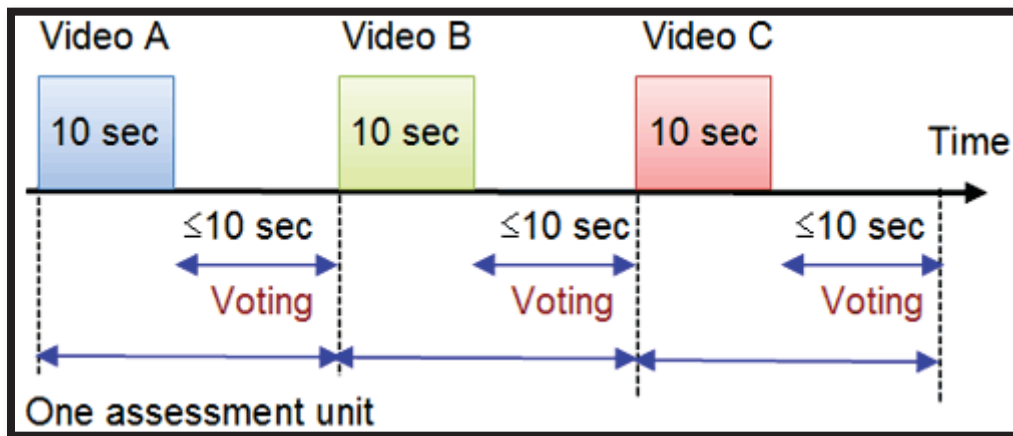 Video A Video B Video C
10 sec 10 sec 10 sec
Time
≤10 sec ≤10 sec ≤10 sec
Voting Voting Voting
One assessment unit